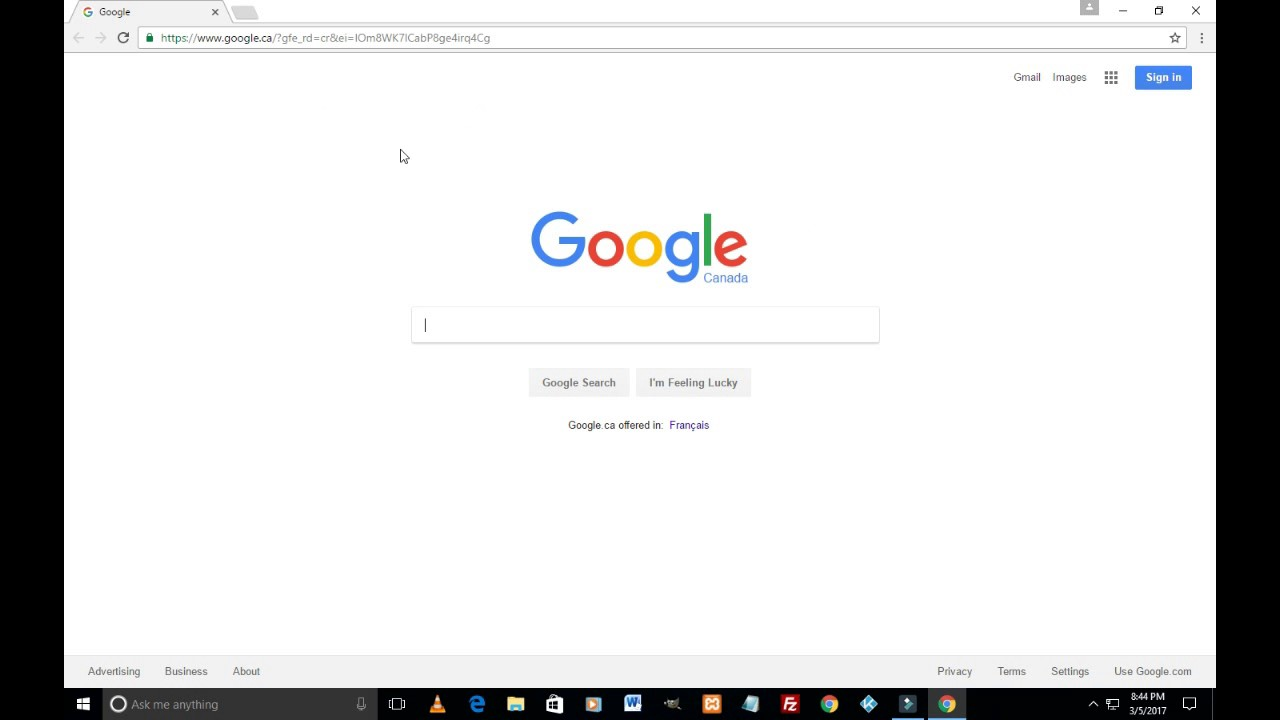 Google
https://www.google.ca/?gfe_rd=cr&ei=IOm8WK7ICabP8ge4irq4Cg
Gmail Images Sign in
Google
Canada
Google Search I'm Feeling Lucky
Google.ca offered in: Français
Advertising Business About Privacy Terms Settings Use Google.com
Ask me anything
8:44 PM
3/5/2017